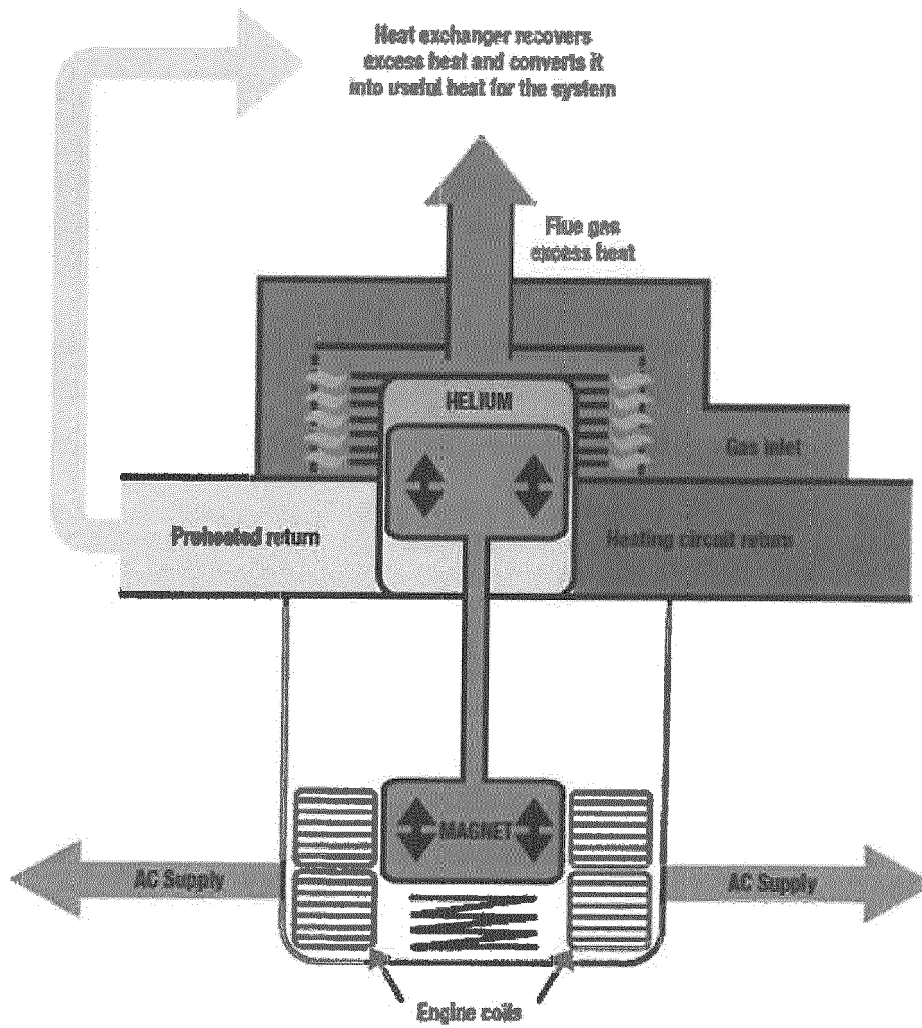 Heat exchanger recovers
excess heat and converts it
into useful heat for the system
Flue gas
excess heat
HELIUM
Gas inlet
Preheated return
Heating circuit return
MAGNET
AC Supply
AC Supply
Engine coils